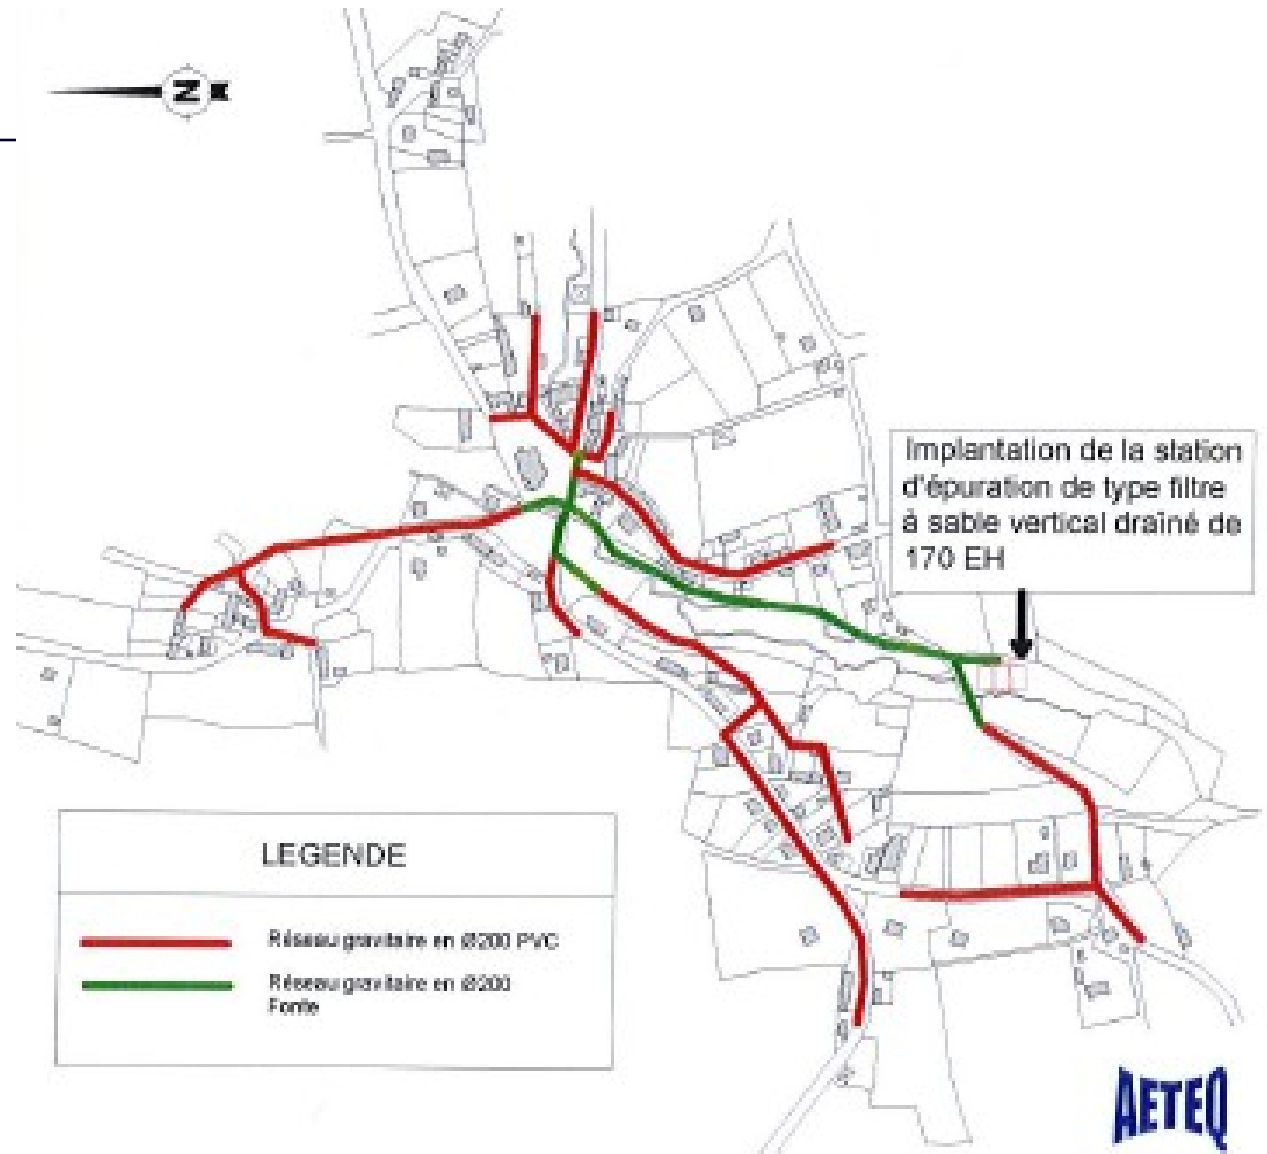 N
Implantation de la station
d'épuration de type filtre
à sable vertical draîné de
170 EH
LEGENDE
Réseau gravitaire en Ø200 PVC
Réseau gravitaire en Ø200
Fonte
AETEQ